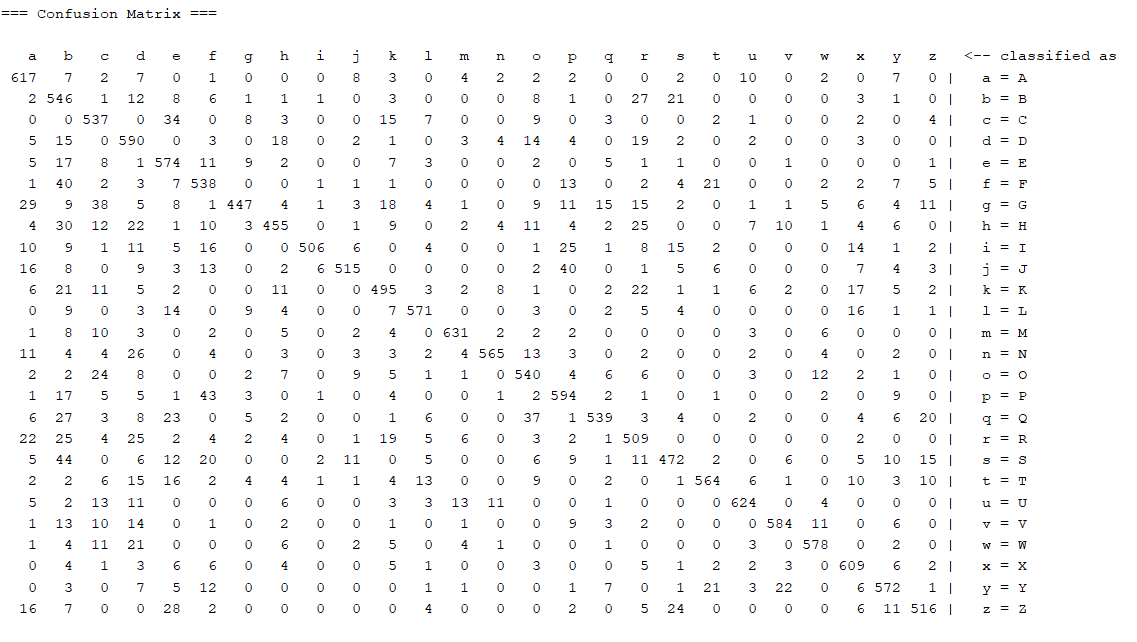 === Confusion Matrix ===
a b c d e f g h i j k l m n o p q r s t u v w x y z <-- classified as
617 7 2 7 0 1 0 0 0 8 3 0 4 2 2 2 0 0 2 0 10 0 2 0 7 0 | a = A
2 546 1 12 8 6 1 1 1 0 3 0 0 0 8 1 0 27 21 0 0 0 0 3 1 0 | b = B
0 0 537 0 34 0 8 3 0 0 15 7 0 0 9 0 3 0 0 2 1 0 0 2 0 4 | c = C
5 15 0 590 0 3 0 18 0 2 1 0 3 4 14 4 0 19 2 0 2 0 0 3 0 0 | d = D
5 17 8 1 574 11 9 2 0 0 7 3 0 0 2 0 5 1 1 0 0 1 0 0 0 1 | e = E
1 40 2 3 7 538 0 0 1 1 1 0 0 0 0 13 0 2 4 21 0 0 2 2 7 5 | f = F
29 9 38 5 8 1 447 4 1 3 18 4 1 0 9 11 15 15 2 0 1 1 5 6 4 11 | g = G
4 30 12 22 1 10 3 455 0 1 9 0 2 4 11 4 2 25 0 0 7 10 1 4 6 0 | h = H
10 9 1 11 5 16 0 0 506 6 0 4 0 0 1 25 1 8 15 2 0 0 0 14 1 2 | i = I
16 8 0 9 3 13 0 2 6 515 0 0 0 0 2 40 0 1 5 6 0 0 0 7 4 3 | j = J
6 21 11 5 2 0 0 11 0 0 495 3 2 8 1 0 2 22 1 1 6 2 0 17 5 2 | k = K
0 9 0 3 14 0 9 4 0 0 7 571 0 0 3 0 2 5 4 0 0 0 0 16 1 1 | l = L
1 8 10 3 0 2 0 5 0 2 4 0 631 2 2 2 0 0 0 0 3 0 6 0 0 0 | m = M
11 4 4 26 0 4 0 3 0 3 3 2 4 565 13 3 0 2 0 0 2 0 4 0 2 0 | n = N
2 2 24 8 0 0 2 7 0 9 5 1 1 0 540 4 6 6 0 0 3 0 12 2 1 0 | o = O
1 17 5 5 1 43 3 0 1 0 4 0 0 1 2 594 2 1 0 1 0 0 2 0 9 0 | p = P
6 27 3 8 23 0 5 2 0 0 1 6 0 0 37 1 539 3 4 0 2 0 0 4 6 20 | q = Q
22 25 4 25 2 4 2 4 0 1 19 5 6 0 3 2 1 509 0 0 0 0 0 2 0 0 | r = R
5 44 0 6 12 20 0 0 2 11 0 5 0 0 6 9 1 11 472 2 0 6 0 5 10 15 | s = S
2 2 6 15 16 2 4 4 1 1 4 13 0 0 9 0 2 0 1 564 6 1 0 10 3 10 | t = T
5 2 13 11 0 0 0 6 0 0 3 3 13 11 0 0 1 0 0 0 624 0 4 0 0 0 | u = U
1 13 10 14 0 1 0 2 0 0 1 0 1 0 0 9 3 2 0 0 0 584 11 0 6 0 | v = V
1 4 11 21 0 0 0 6 0 2 5 0 4 1 0 0 1 0 0 0 3 0 578 0 2 0 | w = W
0 4 1 3 6 6 0 4 0 0 5 1 0 0 3 0 0 5 1 2 2 3 0 609 6 2 | x = X
0 3 0 7 5 12 0 0 0 0 0 1 1 0 0 1 7 0 1 21 3 22 0 6 572 1 | y = Y
16 7 0 0 28 2 0 0 0 0 0 4 0 0 0 2 0 5 24 0 0 0 0 6 11 516 | z = Z